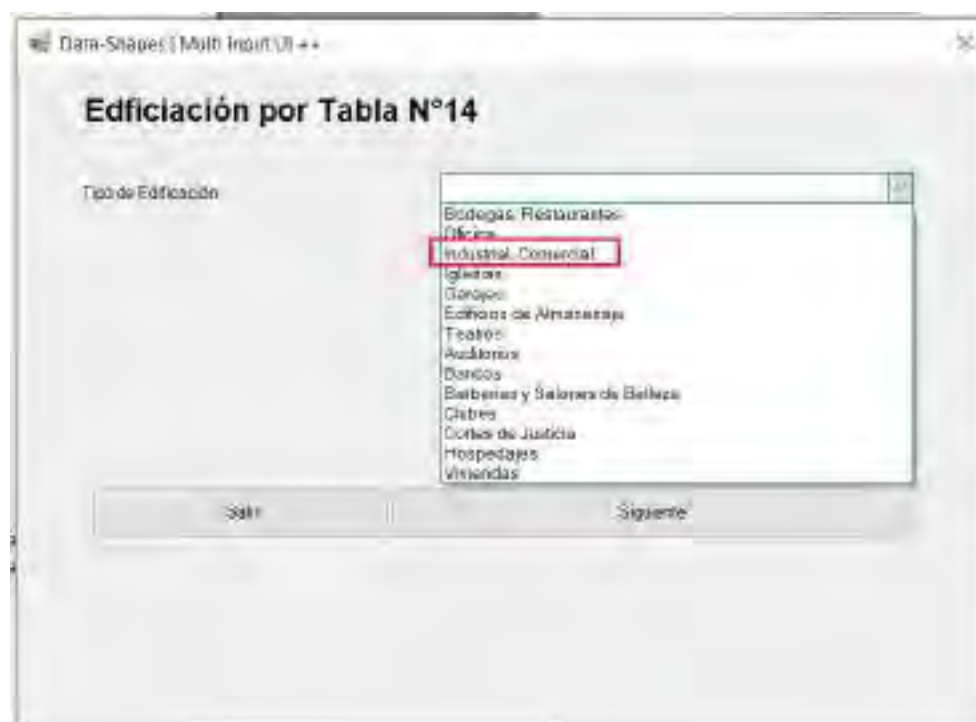 Data-Shapes | Multi Input UI ++
Edficiación por Tabla N°14
Tipo de Edificación
Bodegas, Restaurantes
Oficina
Industrial, Comercial
Iglesias
Garajes
Edificios de Almacenaje
Teatros
Auditorios
Bancos
Barberias y Salones de Belleza
Clubes
Cortes de Justicia
Hospedajes
Viviendas
Salir
Siguiente